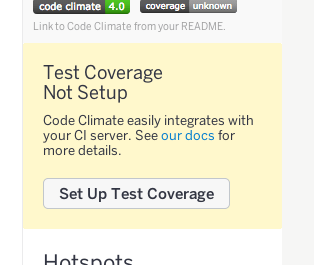 code climate 4.0 coverage unknown
Link to Code Climate from your README.
Test Coverage
Not Setup
Code Climate easily integrates with
your CI server. See our docs for
more details.
Set Up Test Coverage
Hotspots